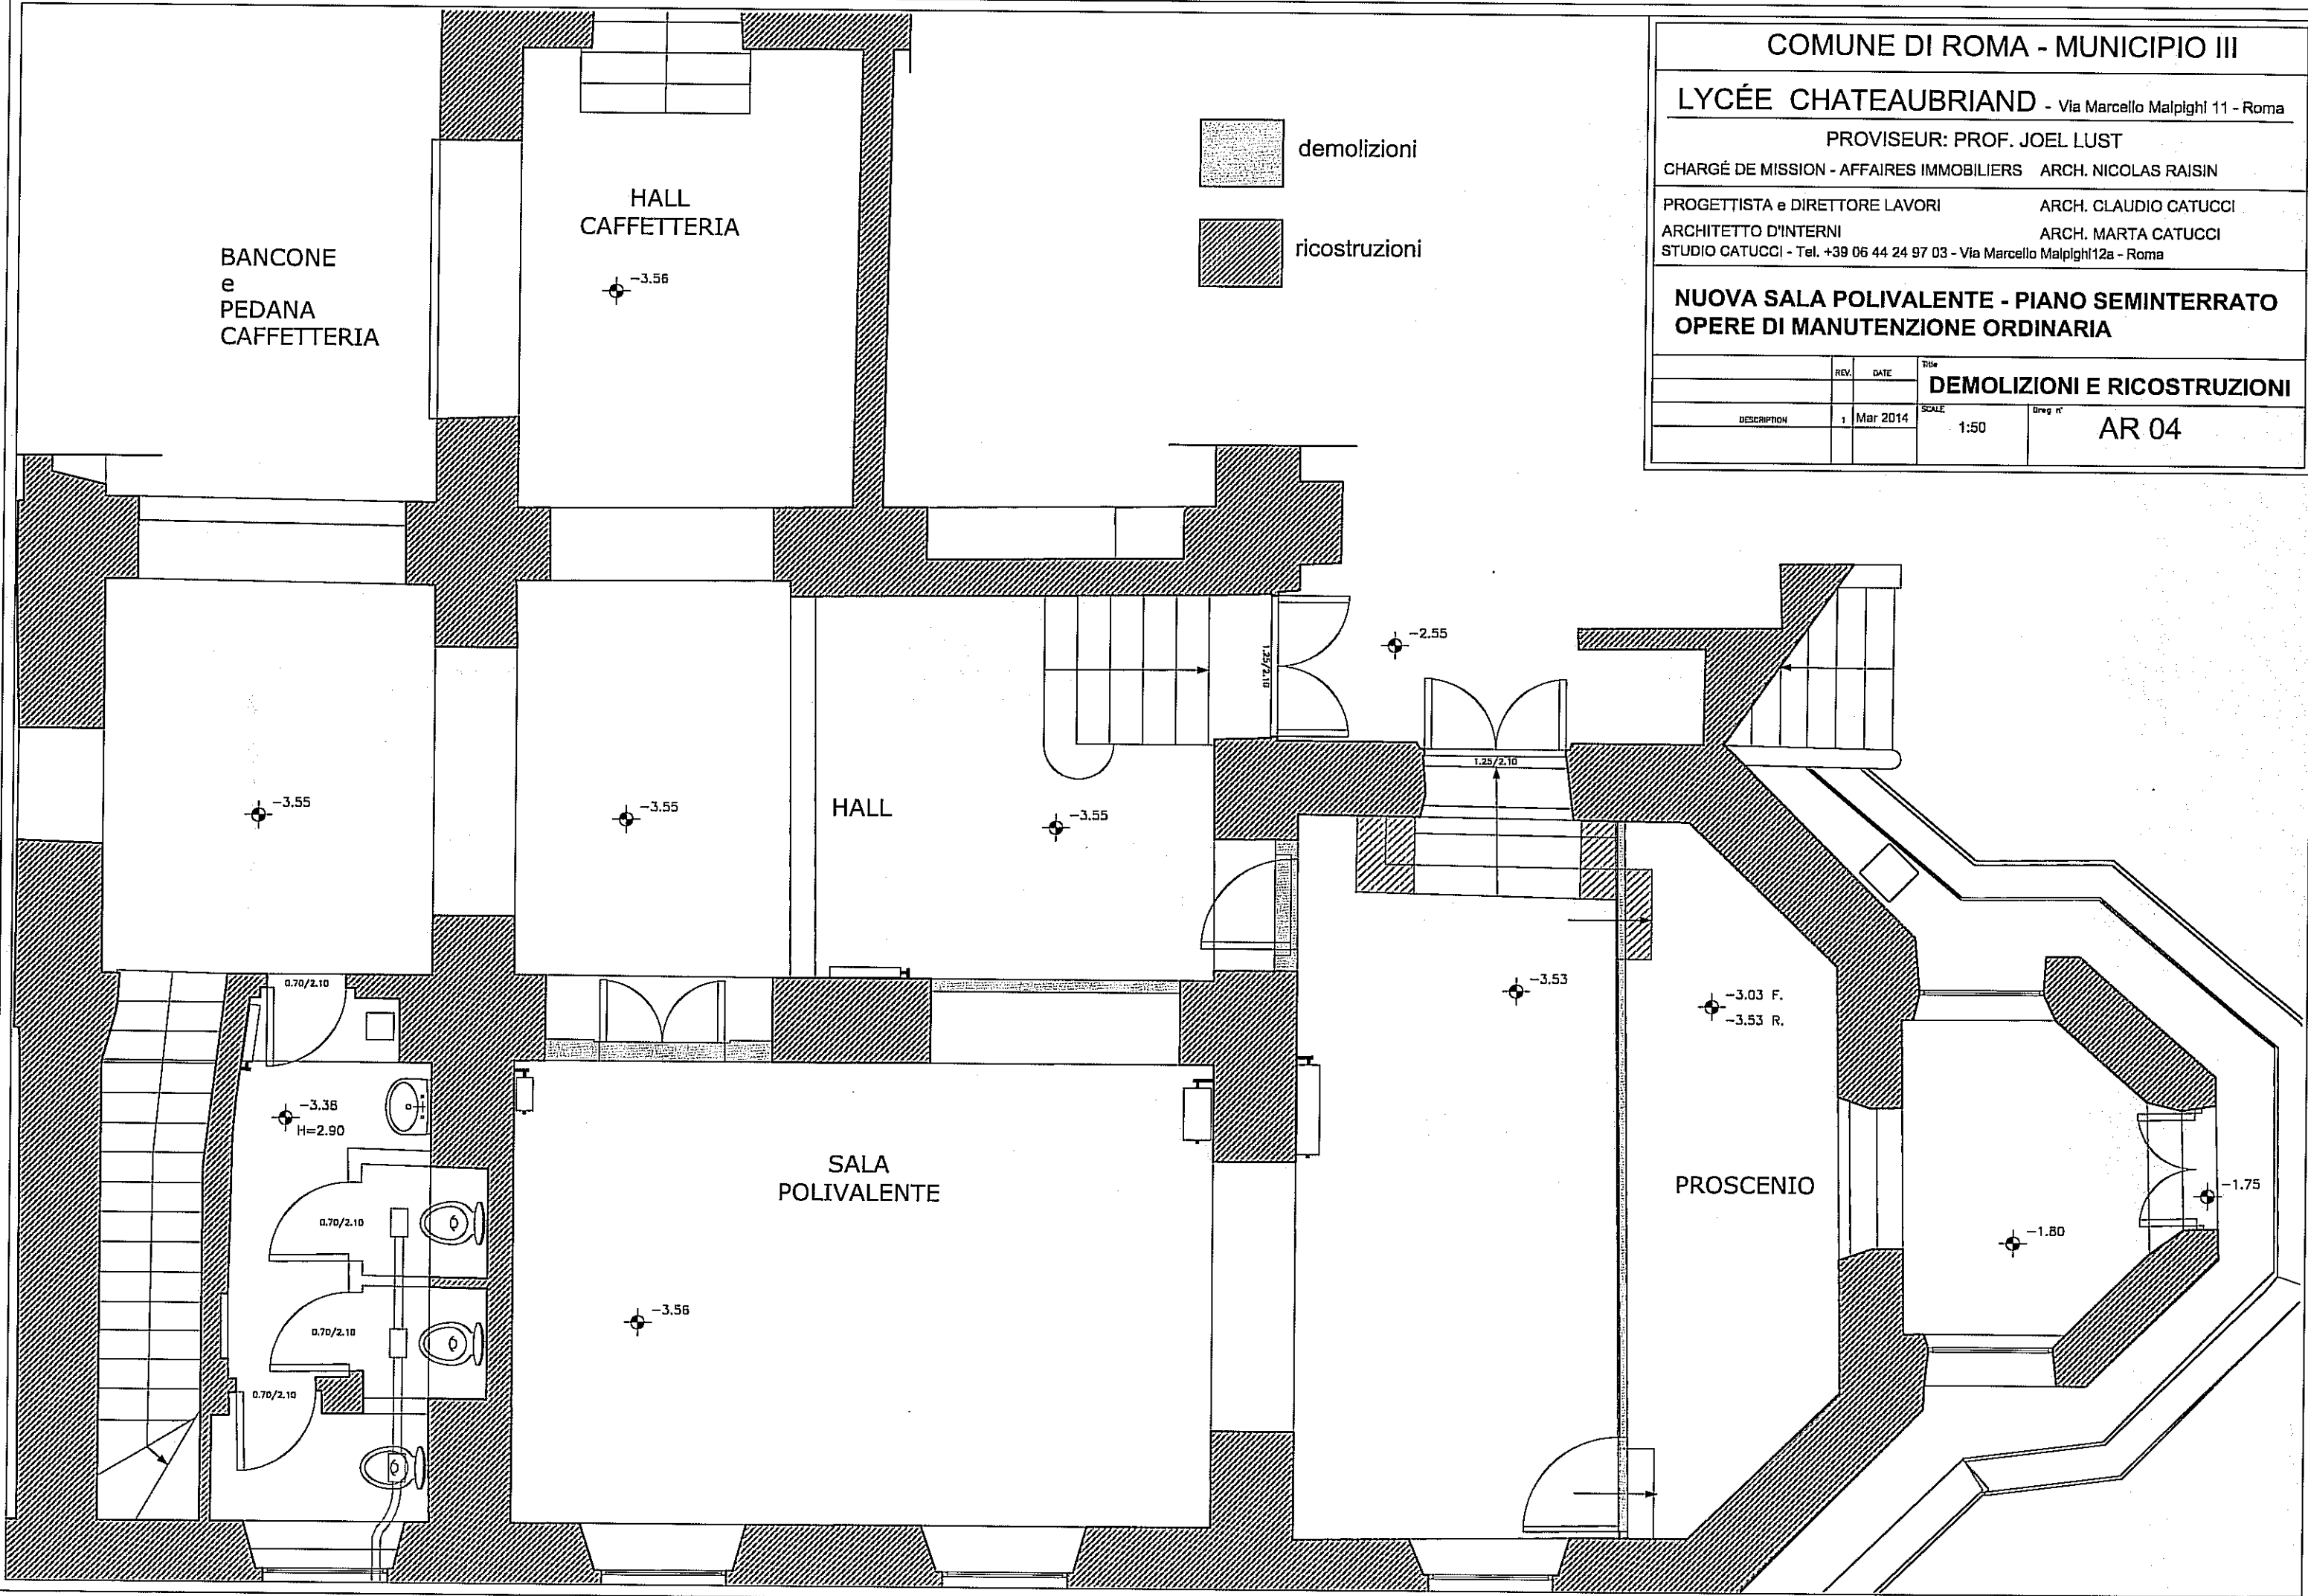 COMUNE DI ROMA - MUNICIPIO III
LYCÉE CHATEAUBRIAND - Via Marcello Malpighi 11 - Roma
PROVISEUR: PROF. JOEL LUST
CHARGÉ DE MISSION - AFFAIRES IMMOBILIERS ARCH. NICOLAS RAISIN
PROGETTISTA e DIRETTORE LAVORI ARCH. CLAUDIO CATUCCI
ARCHITETTO D'INTERNI ARCH. MARTA CATUCCI
STUDIO CATUCCI - Tel. +39 06 44 24 97 03 - Via Marcello Malpighi12a - Roma
NUOVA SALA POLIVALENTE - PIANO SEMINTERRATO
OPERE DI MANUTENZIONE ORDINARIA
REV. DATE Title
DEMOLIZIONI E RICOSTRUZIONI
DESCRIPTION 1 Mar 2014 SCALE 1:50 Dreg n° AR 04
demolizioni
ricostruzioni
HALL
CAFFETTERIA
-3.56
BANCONE
e
PEDANA
CAFFETTERIA
-2.55
1.25/2.10
1.25/2.10
-3.55
-3.55
HALL
-3.55
0.70/2.10
-3.53
-3.03 F.
-3.53 R.
-3.36
H=2.90
SALA
POLIVALENTE
PROSCENIO
-1.75
0.70/2.10
-1.80
-3.56
0.70/2.10
0.70/2.10